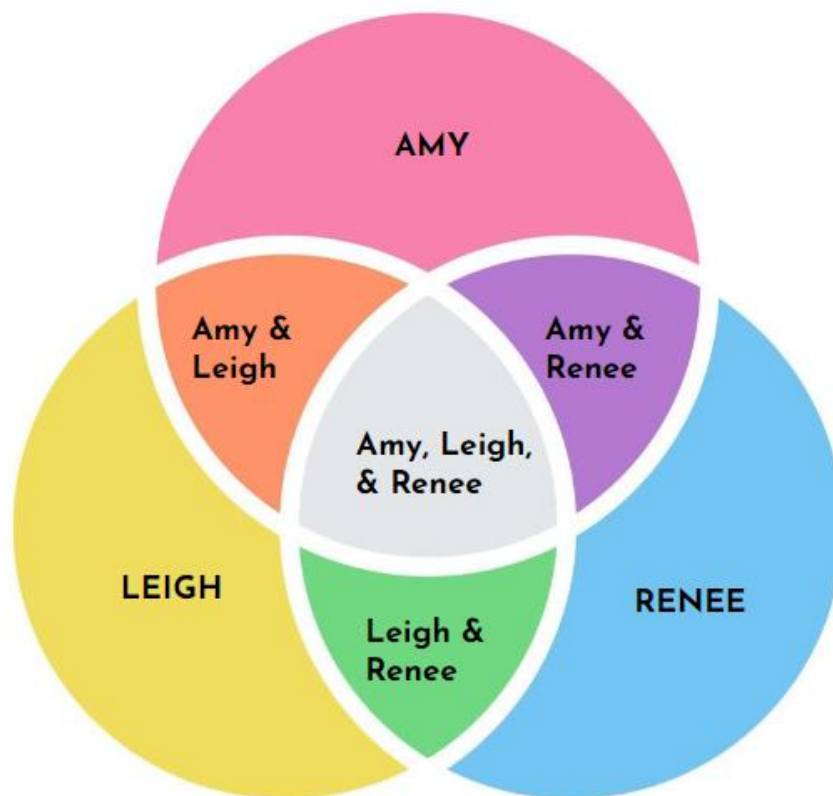 AMY
Amy &
Leigh
Amy &
Renee
Amy, Leigh,
& Renee
LEIGH
RENEE
Leigh &
Renee